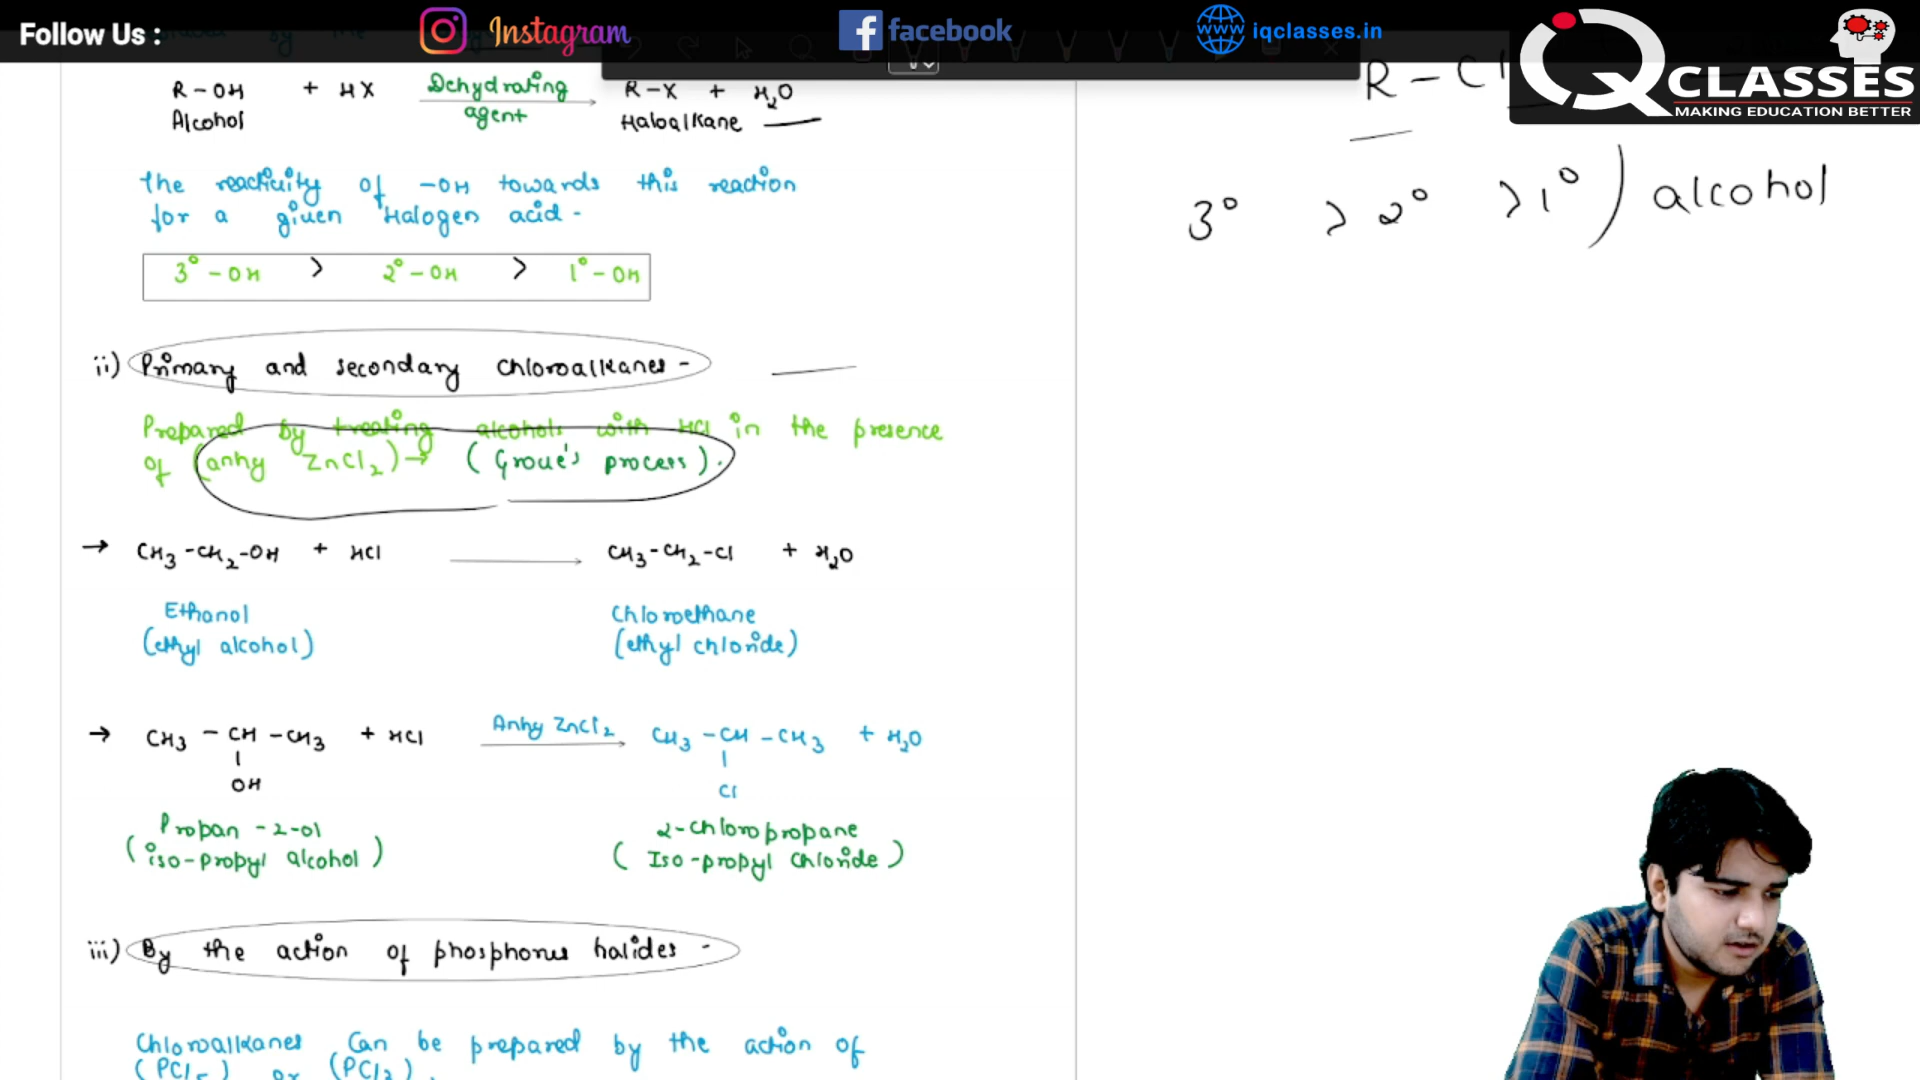 Follow Us :
Instagram
facebook
iqclasses.in
IQ CLASSES
MAKING EDUCATION BETTER
R - OH + HX Dehydrating agent R - X + H2O
Alcohol Haloalkane
The reactivity of -OH towards this reaction
for a given Halogen acid -
3° - OH > 2° - OH > 1° - OH
ii) Primary and secondary chloroalkanes -
Prepared by treating alcohols with HCl in the presence
of (anhy ZnCl2) → (Grove's process).
→ CH3 - CH2 - OH + HCl → CH3 - CH2 - Cl + H2O
Ethanol Chloroethane
(ethyl alcohol) (ethyl chloride)
→ CH3 - CH - CH3 + HCl Anhy ZnCl2 → CH3 - CH - CH3 + H2O
OH Cl
Propan - 2 - ol 2 - chloropropane
(iso - propyl alcohol) (Iso - propyl chloride)
iii) By the action of phosphorus halides -
Chloroalkanes can be prepared by the action of
(PCl5) or (PCl3)
R - Cl
3° > 2° > 1° ) alcohol